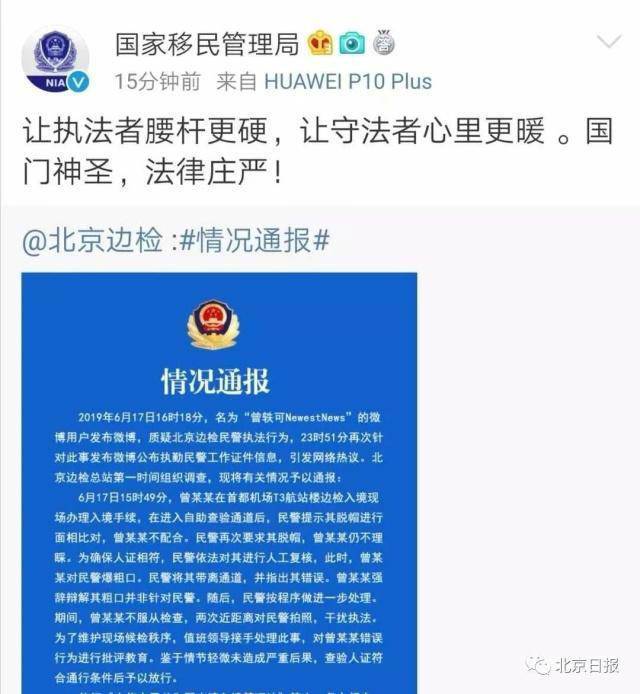 国家移民管理局
NIA
15分钟前 来自 HUAWEI P10 Plus
让执法者腰杆更硬，让守法者心里更暖 。国
门神圣，法律庄严！
@北京边检 :#情况通报#
情况通报
2019年6月17日16时18分，名为“曾轶可NewestNews”的微
博用户发布微博，质疑北京边检民警执法行为，23时51分再次针
对此事发布微博公布执勤民警工作证件信息，引发网络热议。北
京边检总站第一时间组织调查，现将有关情况予以通报：
6月17日15时49分，曾某某在首都机场T3航站楼边检入境现
场办理入境手续，在进入自助查验通道后，民警提示其脱帽进行
面相比对，曾某某不配合。民警再次要求其脱帽，曾某某仍不理
睬。为确保人证相符，民警依法对其进行人工复核，此时，曾某
某对民警爆粗口。民警将其带离通道，并指出其错误。曾某某强
辩辩解其粗口并非针对民警。随后，民警按程序做进一步处理。
期间，曾某某不服从检查，两次近距离对民警拍照，干扰执法。
为了维护现场候检秩序，值班领导接手处理此事，对曾某某错误
行为进行批评教育。鉴于情节轻微未造成严重后果，查验人证符
合通行条件后予以放行。
北京日报